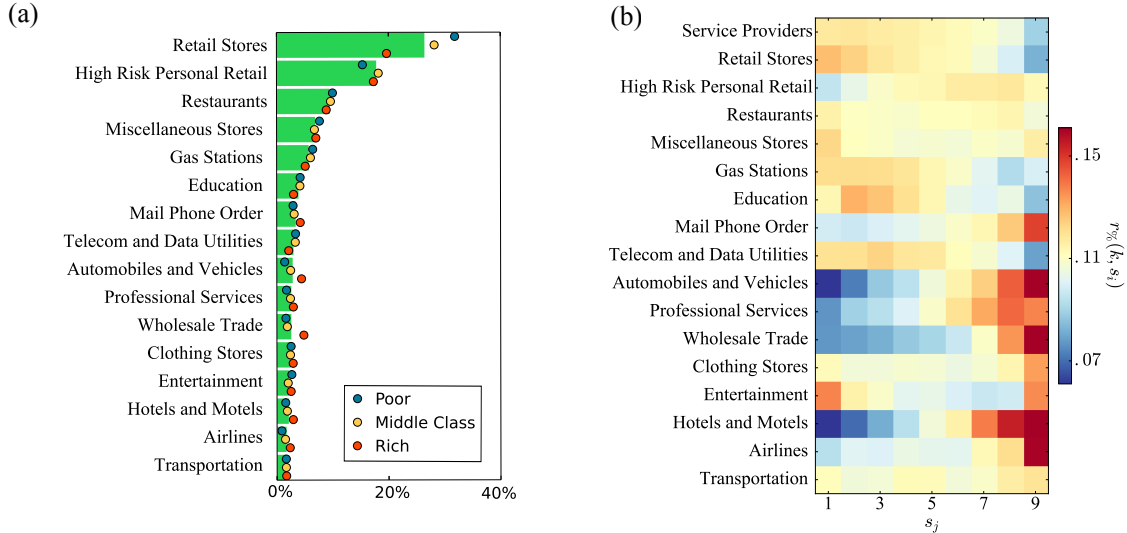 (a)
Retail Stores
High Risk Personal Retail
Restaurants
Miscellaneous Stores
Gas Stations
Education
Mail Phone Order
Telecom and Data Utilities
Automobiles and Vehicles
Professional Services
Wholesale Trade
Clothing Stores
Entertainment
Hotels and Motels
Airlines
Transportation
Poor
Middle Class
Rich
0% 20% 40%
(b)
Service Providers
Retail Stores
High Risk Personal Retail
Restaurants
Miscellaneous Stores
Gas Stations
Education
Mail Phone Order
Telecom and Data Utilities
Automobiles and Vehicles
Professional Services
Wholesale Trade
Clothing Stores
Entertainment
Hotels and Motels
Airlines
Transportation
1 3 5 7 9
s_j
.15
.11
.07
r_%(k, s_i)